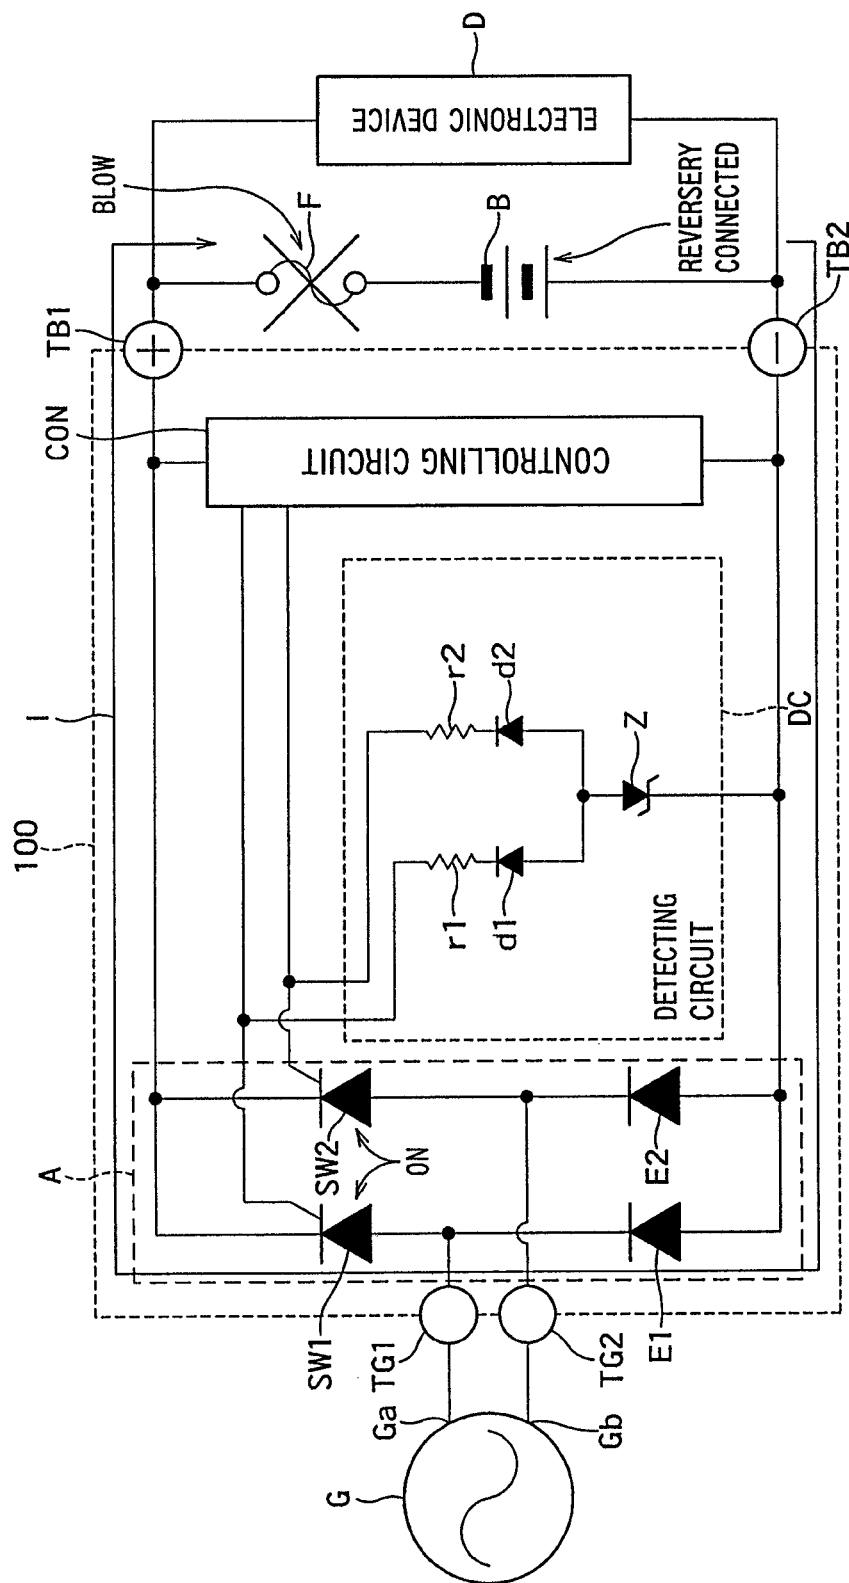 100
I
TB1
BLOW
F
D
CON
ELECTRONIC DEVICE
A
B
REVERSERY
CONNECTED
TB2
CONTROLLING CIRCUIT
SW1
SW2
ON
r1
r2
d1
d2
Z
DC
DETECTING
CIRCUIT
G
Ga
Gb
TG1
TG2
E1
E2